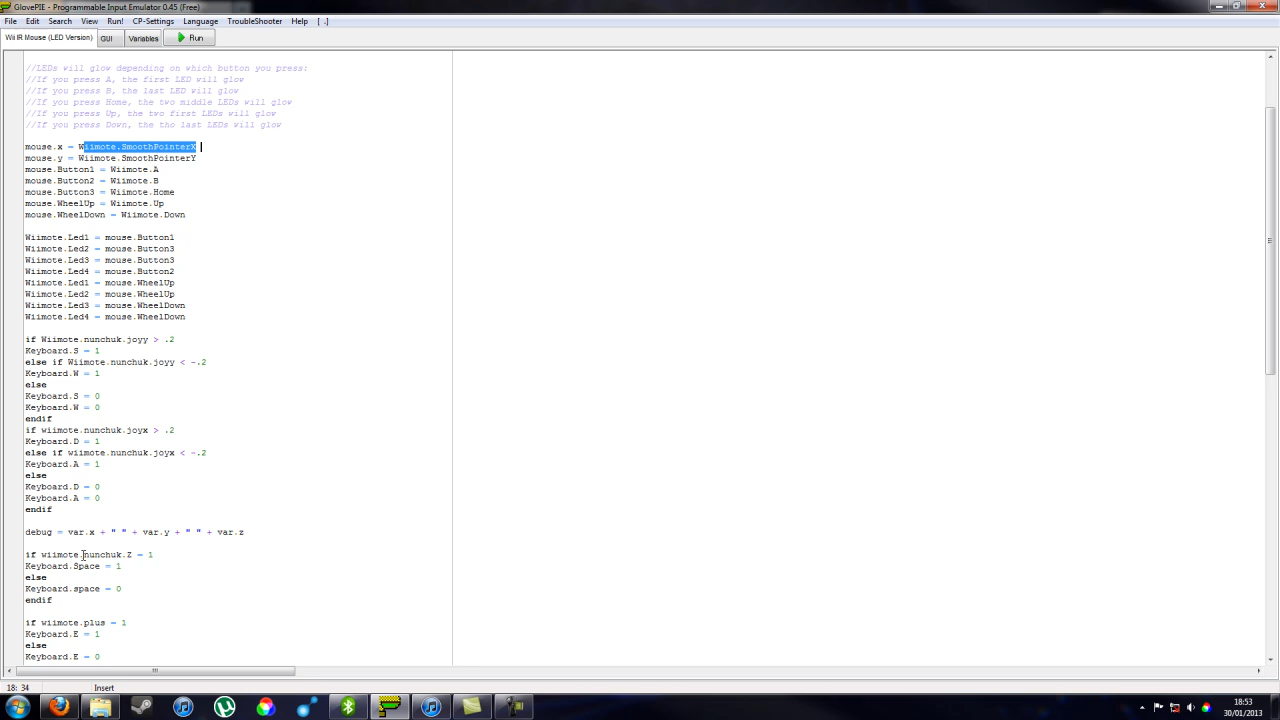 GlovePIE - Programmable Input Emulator 0.45 (Free)
File Edit Search View Run! CP-Settings Language TroubleShooter Help [ .]
Wii IR Mouse (LED Version) GUI Variables Run
//LEDs will glow depending on which button you press:
//If you press A, the first LED will glow
//If you press B, the last LED will glow
//If you press Home, the two middle LEDs will glow
//If you press Up, the two first LEDs will glow
//If you press Down, the tho last LEDs will glow
mouse.x = Wiimote.SmoothPointerX
mouse.y = Wiimote.SmoothPointerY
mouse.Button1 = Wiimote.A
mouse.Button2 = Wiimote.B
mouse.Button3 = Wiimote.Home
mouse.WheelUp = Wiimote.Up
mouse.WheelDown = Wiimote.Down
Wiimote.Led1 = mouse.Button1
Wiimote.Led2 = mouse.Button3
Wiimote.Led3 = mouse.Button3
Wiimote.Led4 = mouse.Button2
Wiimote.Led1 = mouse.WheelUp
Wiimote.Led2 = mouse.WheelUp
Wiimote.Led3 = mouse.WheelDown
Wiimote.Led4 = mouse.WheelDown
if Wiimote.nunchuk.joyy > .2
Keyboard.S = 1
else if Wiimote.nunchuk.joyy < -.2
Keyboard.W = 1
else
Keyboard.S = 0
Keyboard.W = 0
endif
if wiimote.nunchuk.joyx > .2
Keyboard.D = 1
else if wiimote.nunchuk.joyx < -.2
Keyboard.A = 1
else
Keyboard.D = 0
Keyboard.A = 0
endif
debug = var.x + " " + var.y + " " + var.z
if wiimote.nunchuk.Z = 1
Keyboard.Space = 1
else
Keyboard.space = 0
endif
if wiimote.plus = 1
Keyboard.E = 1
else
Keyboard.E = 0
18: 34 Insert
18:53
30/01/2013